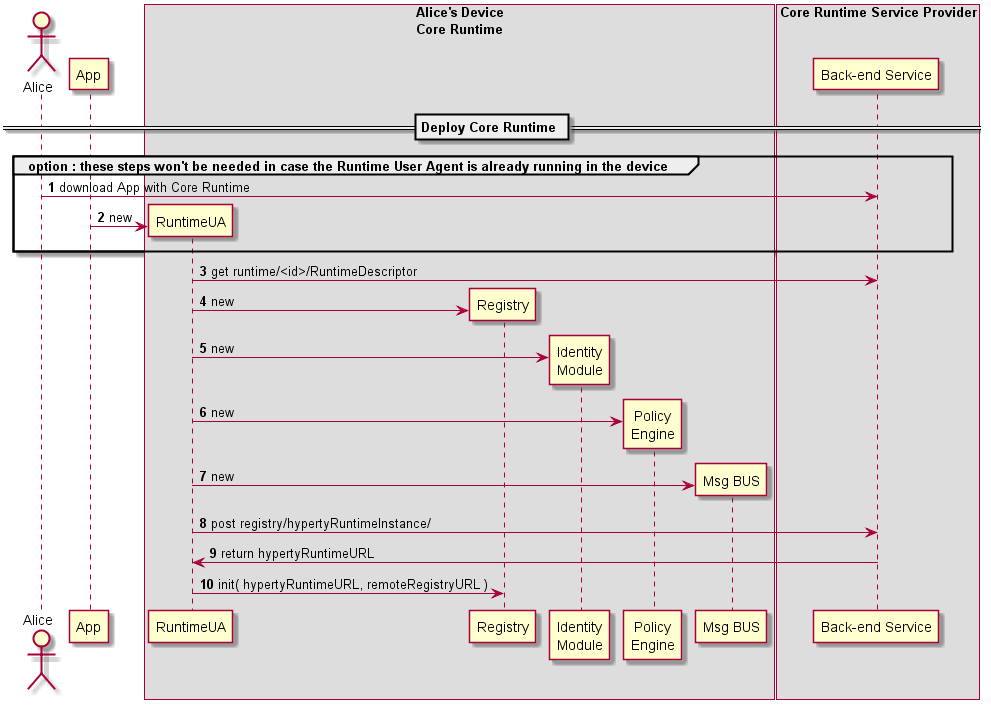 Alice's Device
Core Runtime
Core Runtime Service Provider
Alice
App
Back-end Service
Deploy Core Runtime
option : these steps won't be needed in case the Runtime User Agent is already running in the device
1 download App with Core Runtime
2 new
RuntimeUA
3 get runtime/<id>/RuntimeDescriptor
4 new
Registry
5 new
Identity
Module
6 new
Policy
Engine
7 new
Msg BUS
8 post registry/hypertyRuntimeInstance/
9 return hypertyRuntimeURL
10 init( hypertyRuntimeURL, remoteRegistryURL )
Alice
App
RuntimeUA
Registry
Identity
Module
Policy
Engine
Msg BUS
Back-end Service